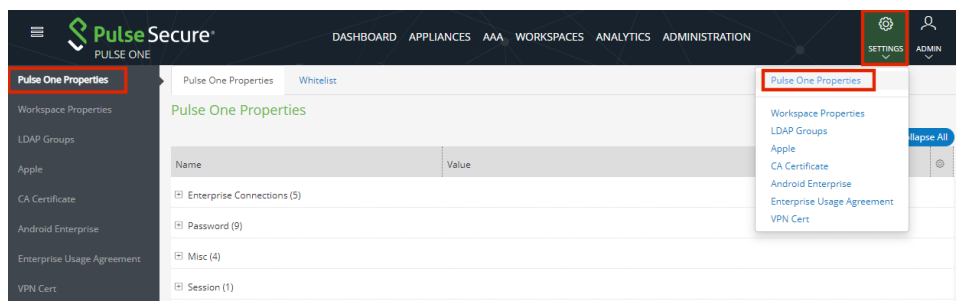 Pulse Secure®
PULSE ONE
DASHBOARD APPLIANCES AAA WORKSPACES ANALYTICS ADMINISTRATION
SETTINGS
ADMIN
Pulse One Properties
Workspace Properties
LDAP Groups
Apple
CA Certificate
Android Enterprise
Enterprise Usage Agreement
VPN Cert
Pulse One Properties Whitelist
Pulse One Properties
llapse All
Name Value
Enterprise Connections (5)
Password (9)
Misc (4)
Session (1)
Pulse One Properties
Workspace Properties
LDAP Groups
Apple
CA Certificate
Android Enterprise
Enterprise Usage Agreement
VPN Cert